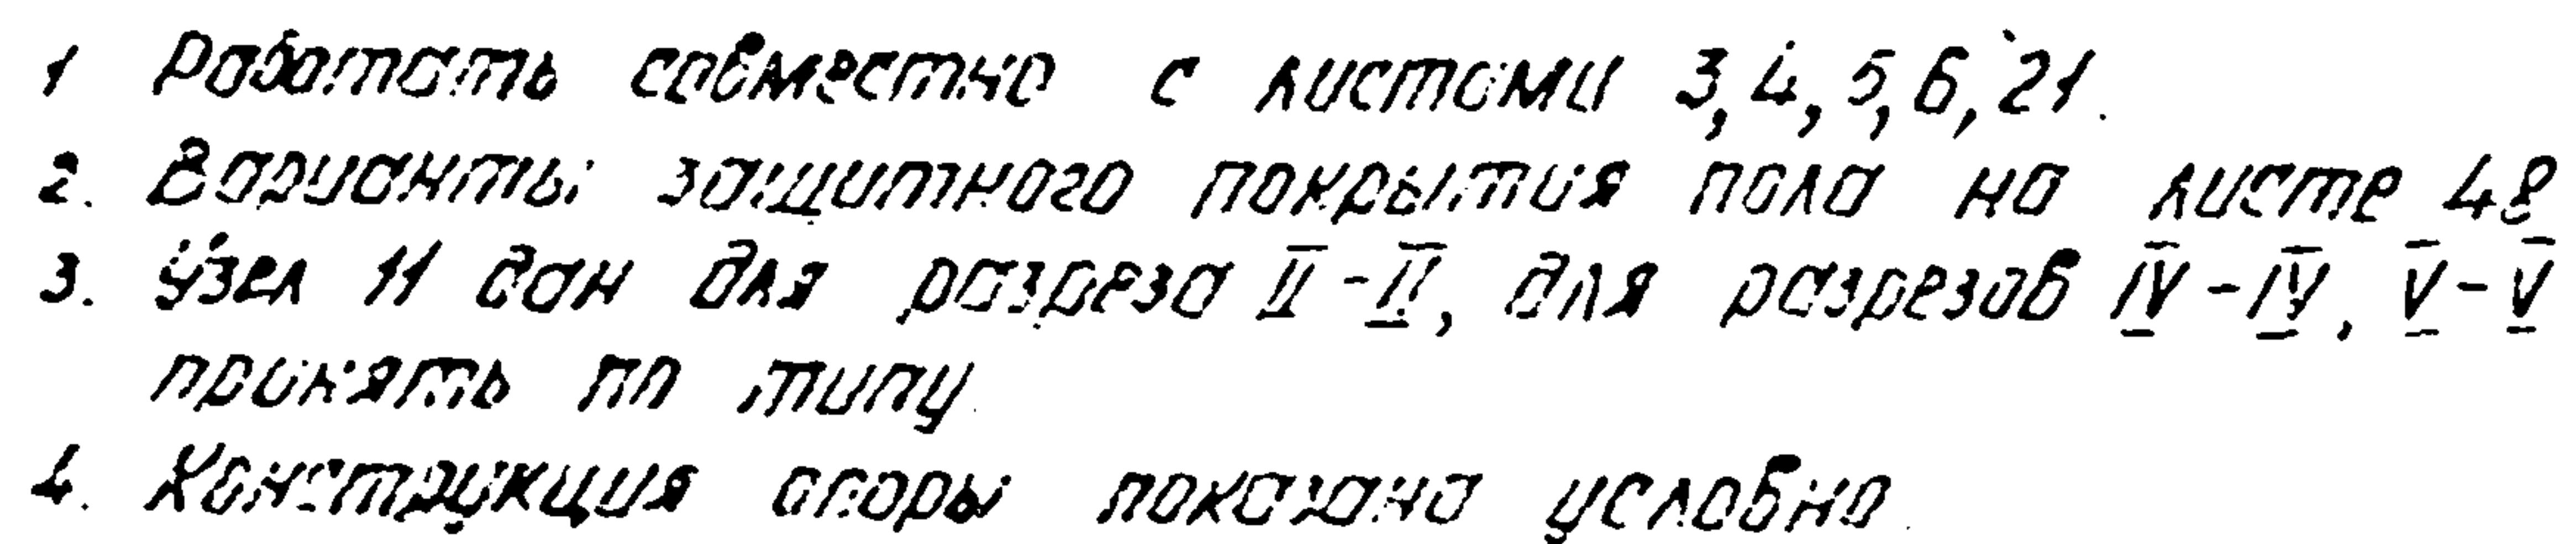 1 Работать совместно с листами 3, 4, 5, 6, 21.
2. Варианты защитного покрытия пола на листе 48
3. Узел 11 дан для разреза II-II, для разрезов IV-IV, V-V
принять по типу.
4. Конструкция опоры показана условно.